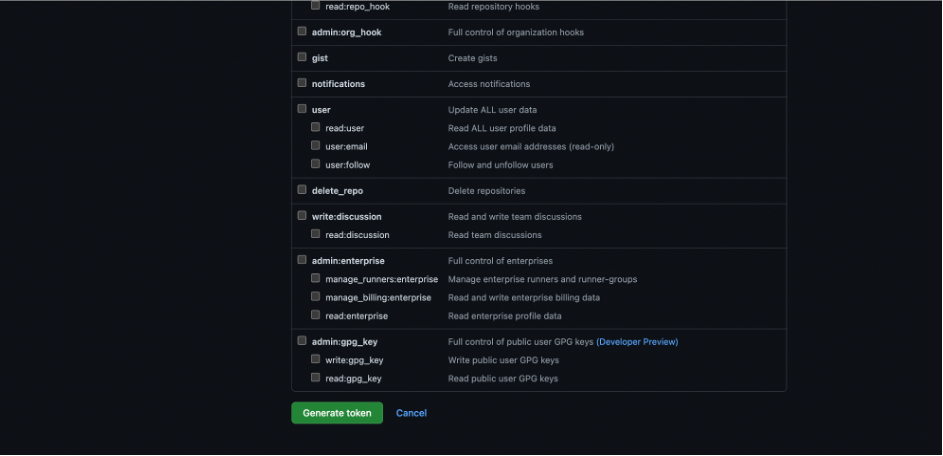 read:repo_hook Read repository hooks
admin:org_hook Full control of organization hooks
gist Create gists
notifications Access notifications
user Update ALL user data
read:user Read ALL user profile data
user:email Access user email addresses (read-only)
user:follow Follow and unfollow users
delete_repo Delete repositories
write:discussion Read and write team discussions
read:discussion Read team discussions
admin:enterprise Full control of enterprises
manage_runners:enterprise Manage enterprise runners and runner-groups
manage_billing:enterprise Read and write enterprise billing data
read:enterprise Read enterprise profile data
admin:gpg_key Full control of public user GPG keys (Developer Preview)
write:gpg_key Write public user GPG keys
read:gpg_key Read public user GPG keys
Generate token Cancel